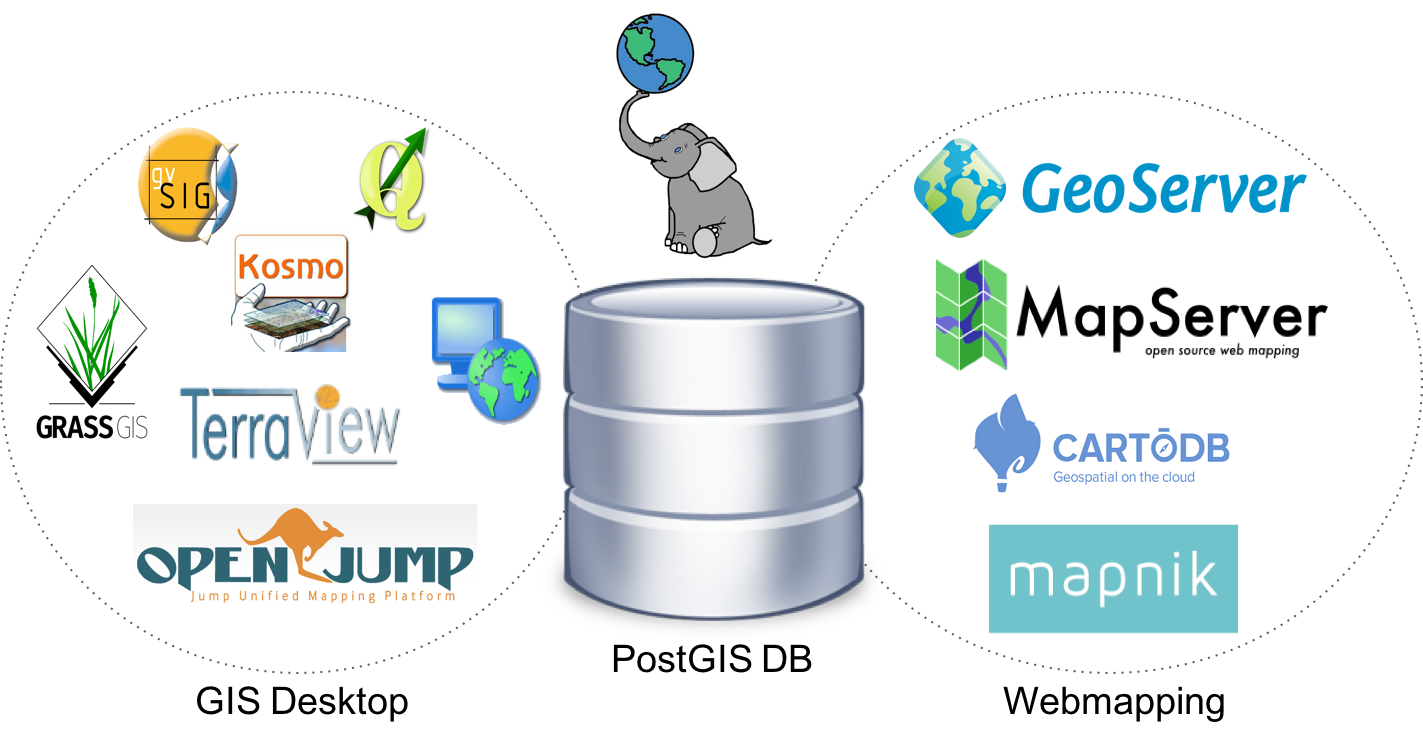 gv
SIG
Q
Kosmo
GRASS GIS
TerraView
OPEN JUMP
Jump Unified Mapping Platform
GIS Desktop
PostGIS DB
GeoServer
MapServer
open source web mapping
CARTŌDB
Geospatial on the cloud
mapnik
Webmapping